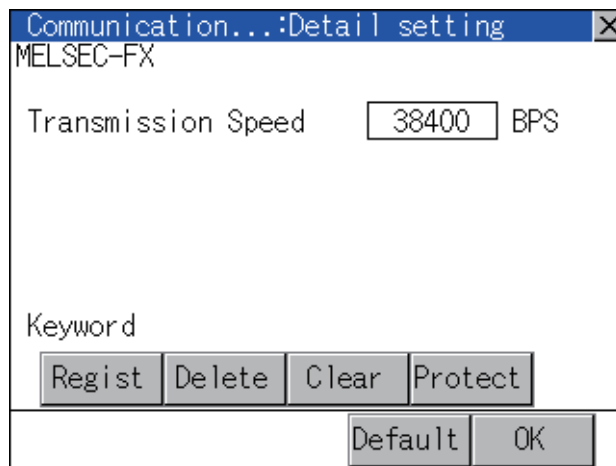 Communication...:Detail setting X
MELSEC-FX
Transmission Speed 38400 BPS
Keyword
Regist Delete Clear Protect
Default OK